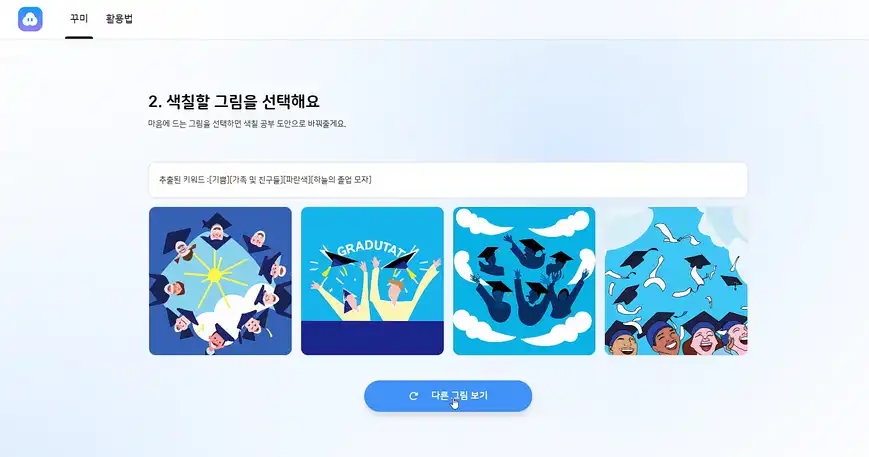 꾸미 활용법
2. 색칠할 그림을 선택해요
마음에 드는 그림을 선택하면 색칠 공부 도안으로 바꿔줄게요.
추출된 키워드 :[기쁨][가족 및 친구들][파란색][하늘의 졸업 모자]
GRADUTAT
다른 그림 보기